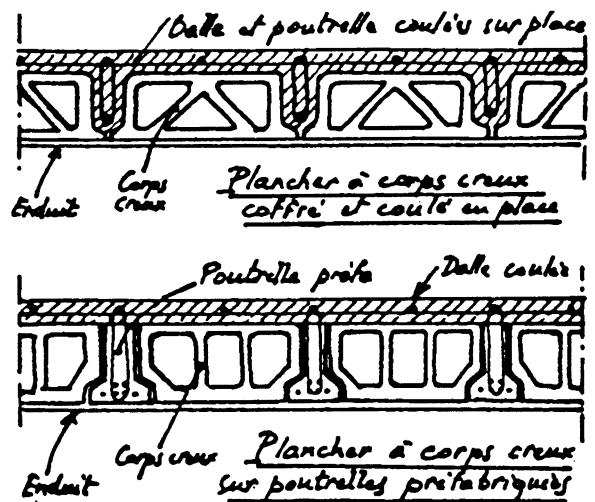 Dalle et poutrelle coulées sur place
Enduit
Corps
creux
Plancher à corps creux
coffré et coulé en place
Poutrelle préfa
Dalle coulée
Enduit
Corps creux
Plancher à corps creux
sur poutrelles préfabriquées